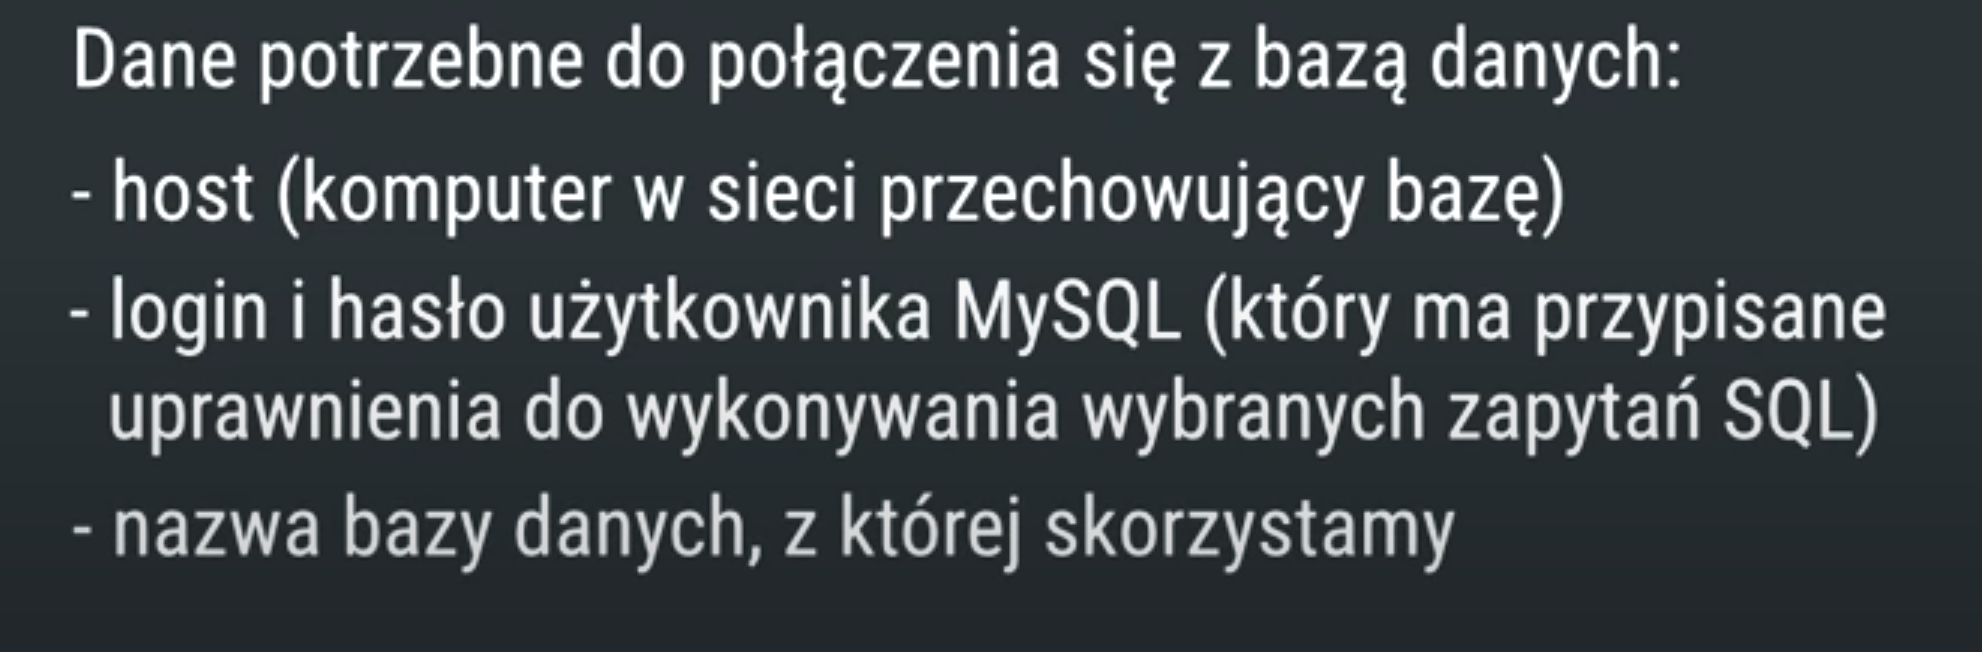 Dane potrzebne do połączenia się z bazą danych:
- host (komputer w sieci przechowujący bazę)
- login i hasło użytkownika MySQL (który ma przypisane
uprawnienia do wykonywania wybranych zapytań SQL)
- nazwa bazy danych, z której skorzystamy